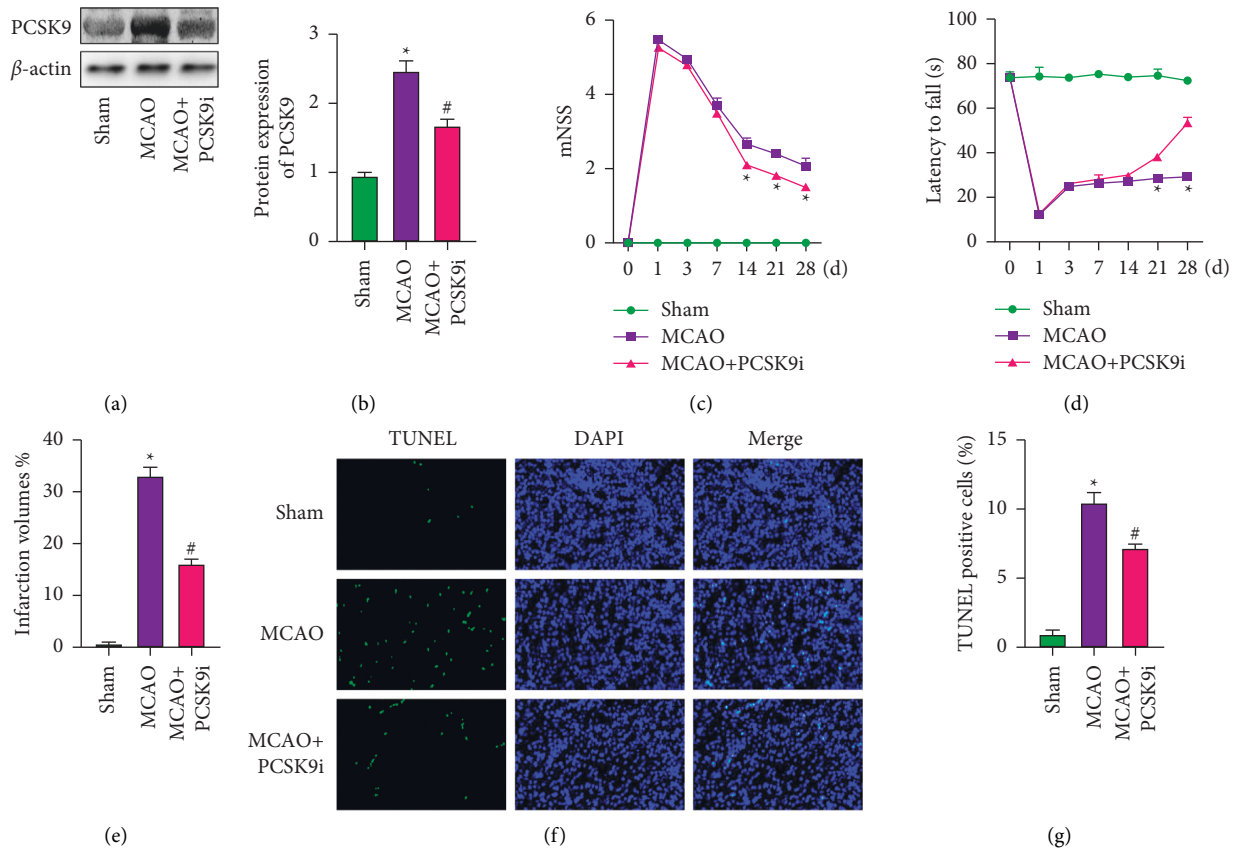 PCSK9
β-actin
Sham
MCAO
MCAO+
PCSK9i
(a)
Protein expression
of PCSK9
3
2
1
0
*
#
Sham
MCAO
MCAO+
PCSK9i
(b)
mNSS
6
4
2
0
*
*
*
0 1 3 7 14 21 28 (d)
Sham
MCAO
MCAO+PCSK9i
(c)
Latency to fall (s)
100
80
60
40
20
0
*
*
0 1 3 7 14 21 28 (d)
Sham
MCAO
MCAO+PCSK9i
(d)
Infarction volumes %
40
30
20
10
0
*
#
Sham
MCAO
MCAO+
PCSK9i
(e)
TUNEL DAPI Merge
Sham
MCAO
MCAO+
PCSK9i
(f)
TUNEL positive cells (%)
15
10
5
0
*
#
Sham
MCAO
MCAO+
PCSK9i
(g)